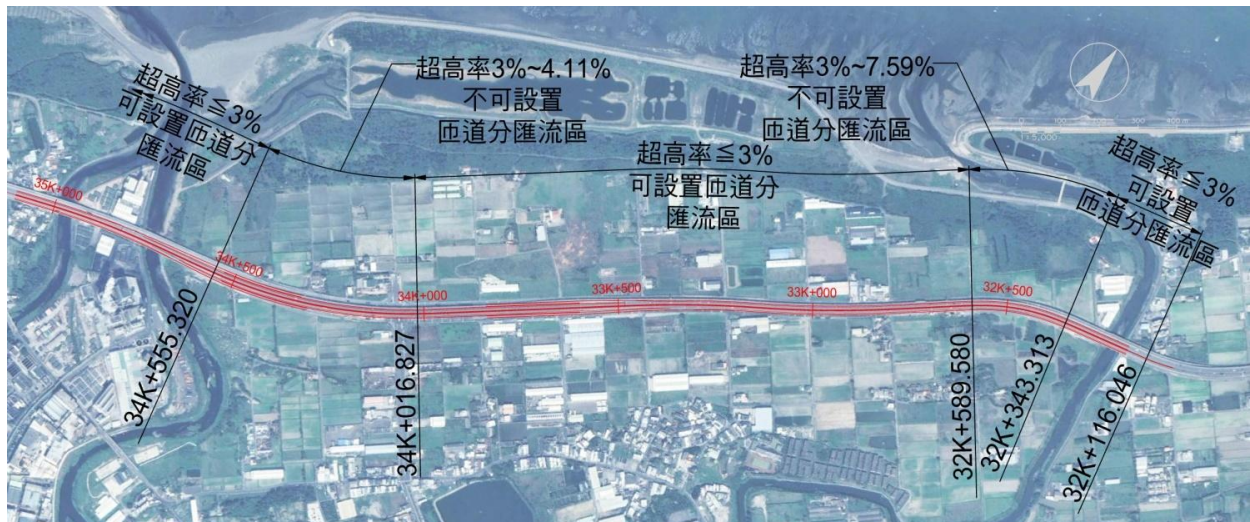 超高率≦3%
可設置匝道分
匯流區
超高率3%~4.11%
不可設置
匝道分匯流區
超高率3%~7.59%
不可設置
匝道分匯流區
超高率≦3%
可設置匝道分
匯流區
超高率≦3%
可設置
匝道分匯流區
35K+000
34K+500
34K+000
33K+500
33K+000
32K+500
34K+555.320
34K+016.827
32K+589.580
32K+343.313
32K+116.046